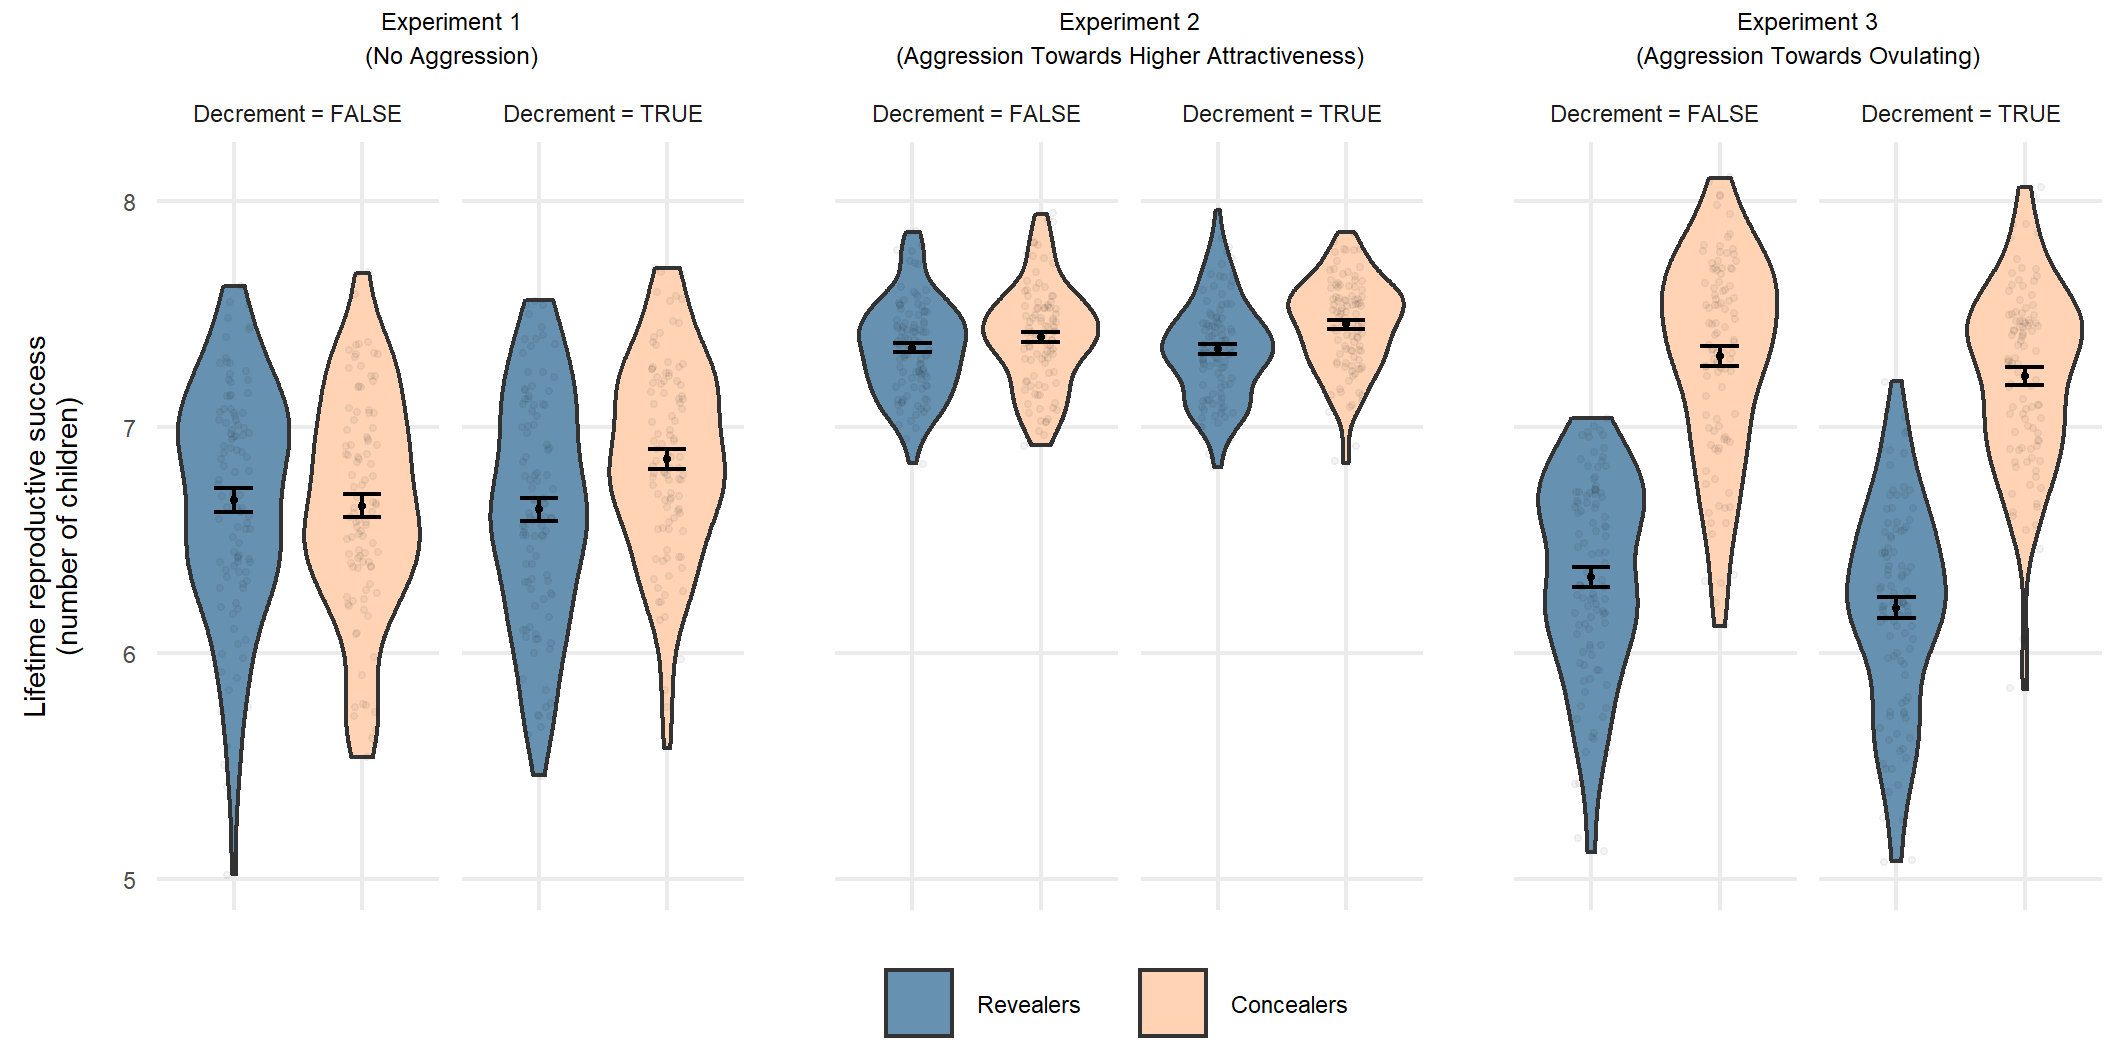 Experiment 1
(No Aggression)
Experiment 2
(Aggression Towards Higher Attractiveness)
Experiment 3
(Aggression Towards Ovulating)
Decrement = FALSE
Decrement = TRUE
Decrement = FALSE
Decrement = TRUE
Decrement = FALSE
Decrement = TRUE
Lifetime reproductive success
(number of children)
8
7
6
5
Revealers
Concealers